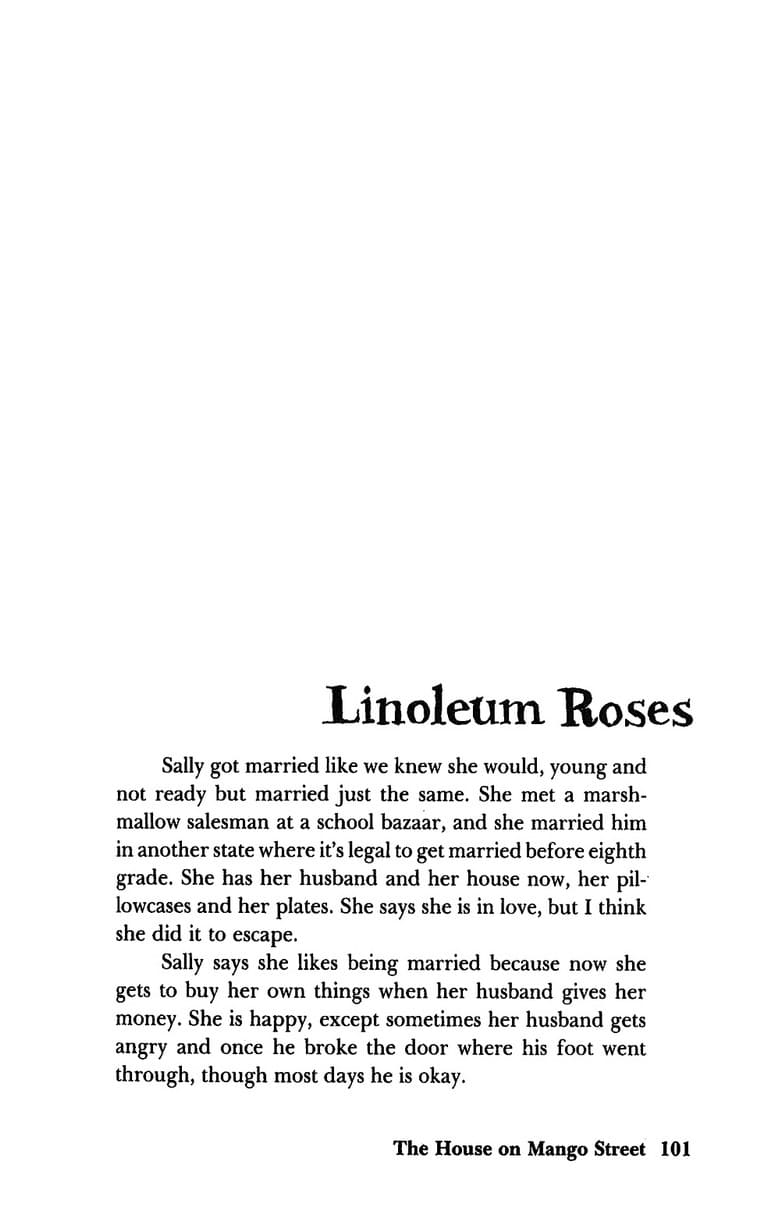 Linoleum Roses
Sally got married like we knew she would, young and
not ready but married just the same. She met a marsh-
mallow salesman at a school bazaar, and she married him
in another state where it's legal to get married before eighth
grade. She has her husband and her house now, her pil-
lowcases and her plates. She says she is in love, but I think
she did it to escape.
Sally says she likes being married because now she
gets to buy her own things when her husband gives her
money. She is happy, except sometimes her husband gets
angry and once he broke the door where his foot went
through, though most days he is okay.
The House on Mango Street 101